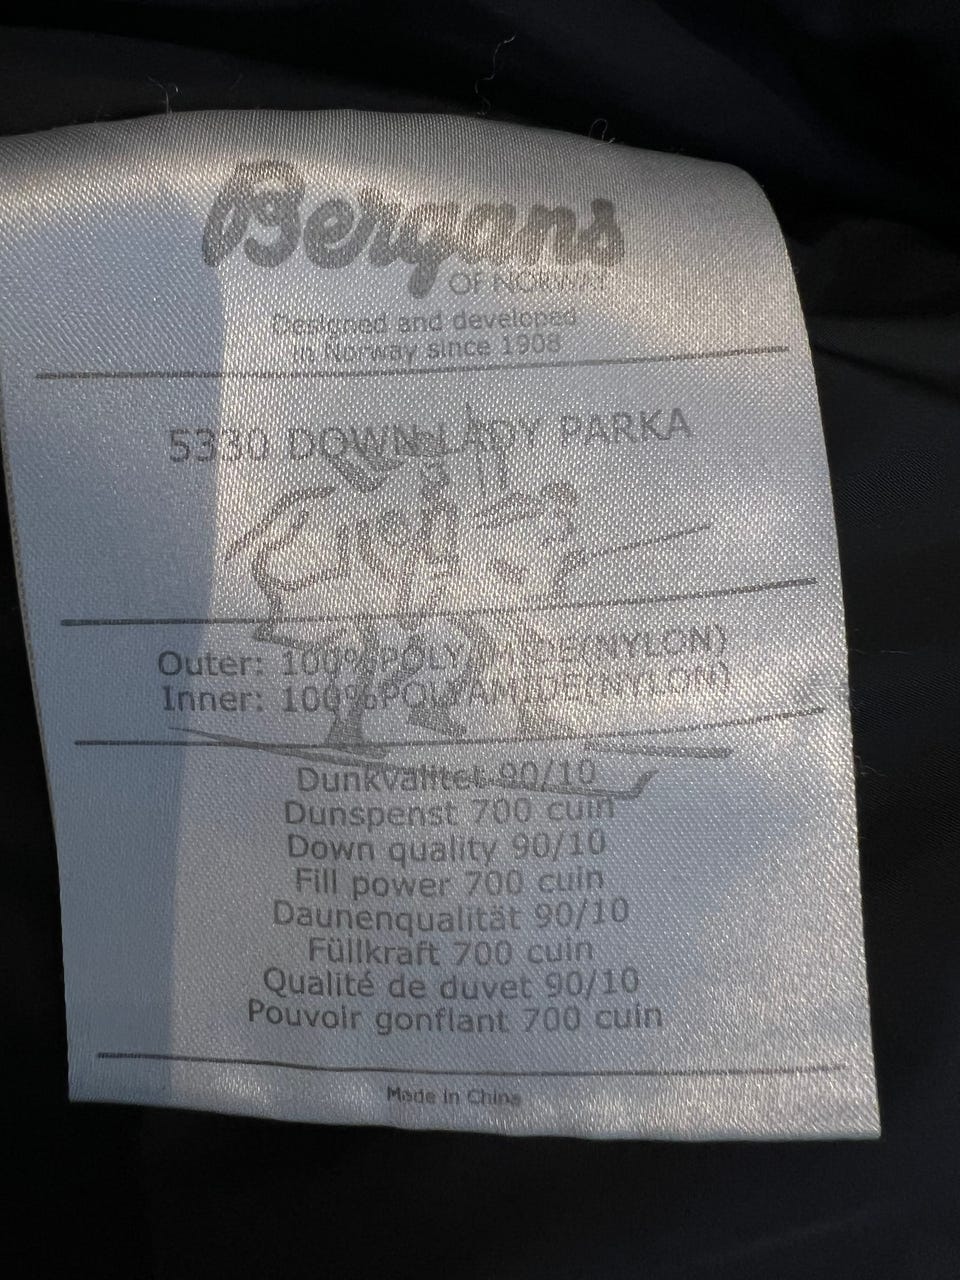 Bergans
OF NORWAY
Designed and developed
in Norway since 1908
5330 DOWN LADY PARKA
Outer: 100%POLYAMIDE(NYLON)
Inner: 100%POLYAMIDE(NYLON)
Dunkvalitet 90/10
Dunspenst 700 cuin
Down quality 90/10
Fill power 700 cuin
Daunenqualität 90/10
Füllkraft 700 cuin
Qualité de duvet 90/10
Pouvoir gonflant 700 cuin
Made in China